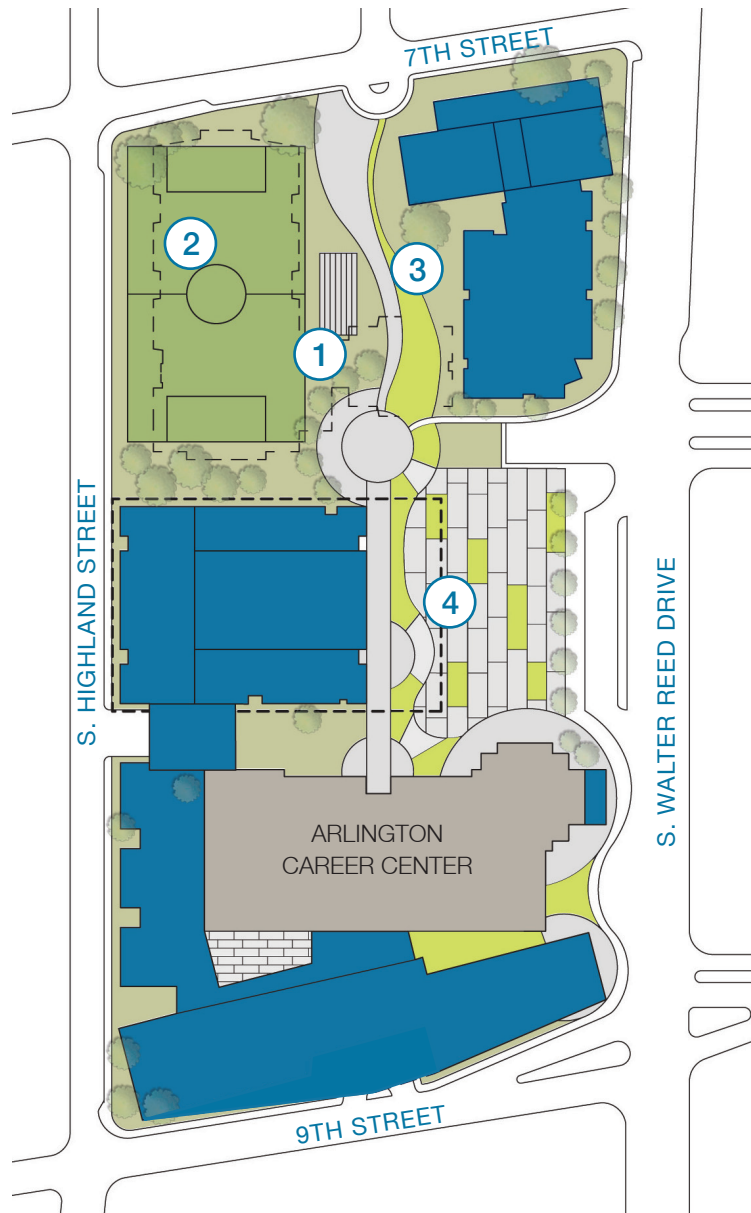 7TH STREET
2
3
1
S. HIGHLAND STREET
4
S. WALTER REED DRIVE
ARLINGTON
CAREER CENTER
9TH STREET